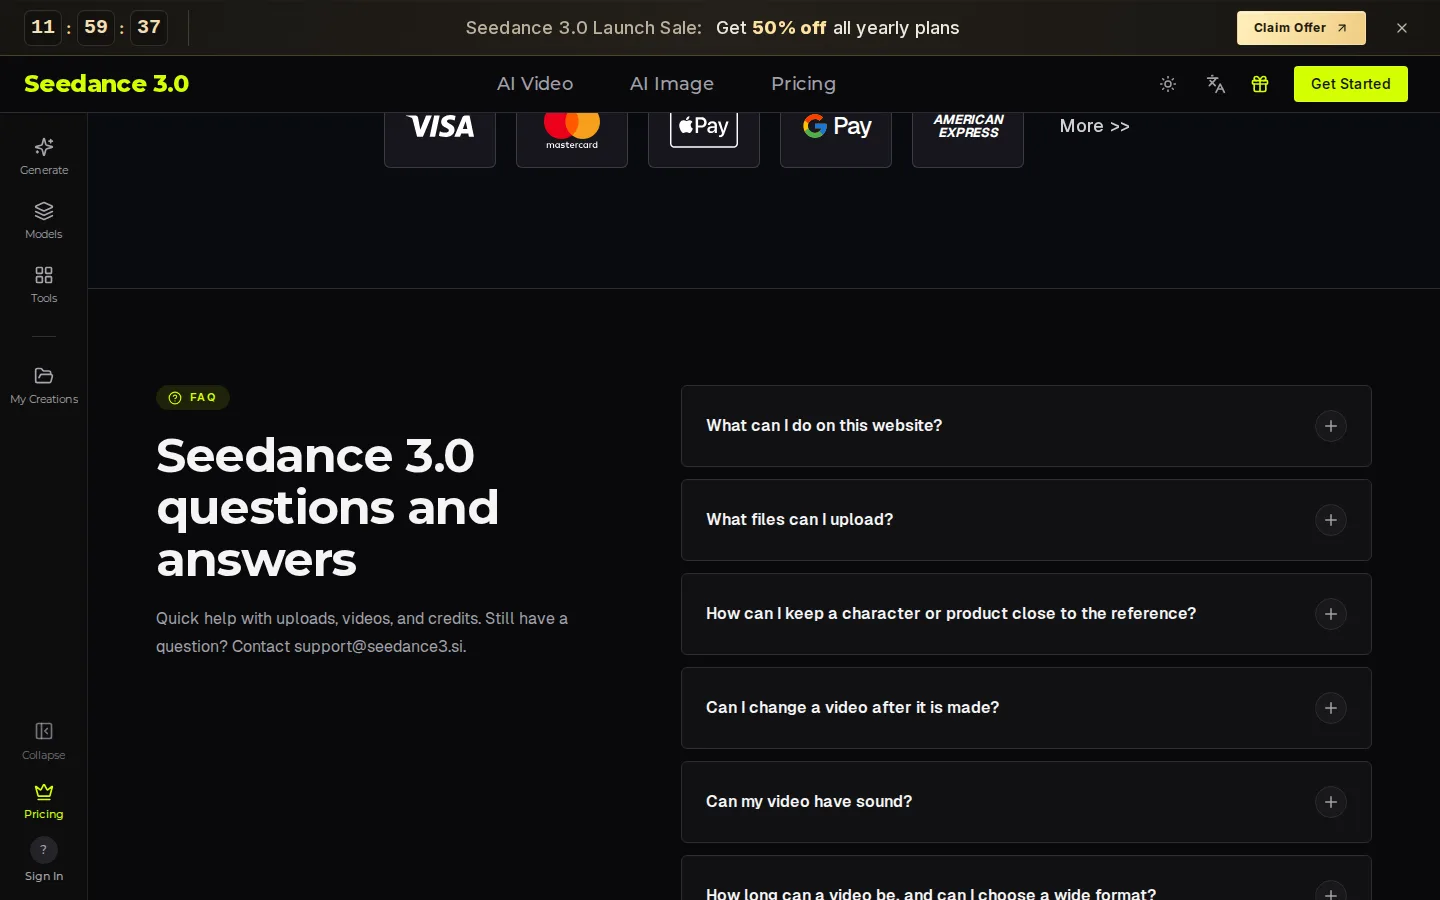 11 : 59 : 37
Seedance 3.0 Launch Sale: Get 50% off all yearly plans
Claim Offer
Seedance 3.0
AI Video
AI Image
Pricing
Get Started
Generate
Models
Tools
My Creations
Collapse
Pricing
?
Sign In
VISA
mastercard
Pay
G Pay
AMERICAN
EXPRESS
More >>
FAQ
Seedance 3.0
questions and
answers
Quick help with uploads, videos, and credits. Still have a
question? Contact support@seedance3.si.
What can I do on this website?
What files can I upload?
How can I keep a character or product close to the reference?
Can I change a video after it is made?
Can my video have sound?
How long can a video be, and can I choose a wide format?